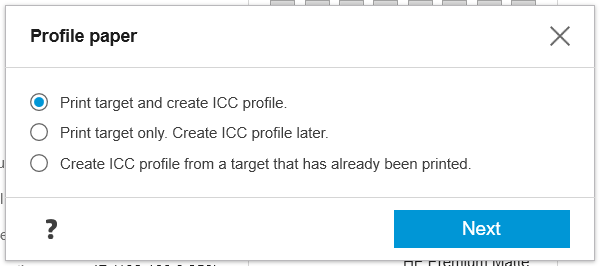 Profile paper
Print target and create ICC profile.
Print target only. Create ICC profile later.
Create ICC profile from a target that has already been printed.
?
Next
HP Premium Matte